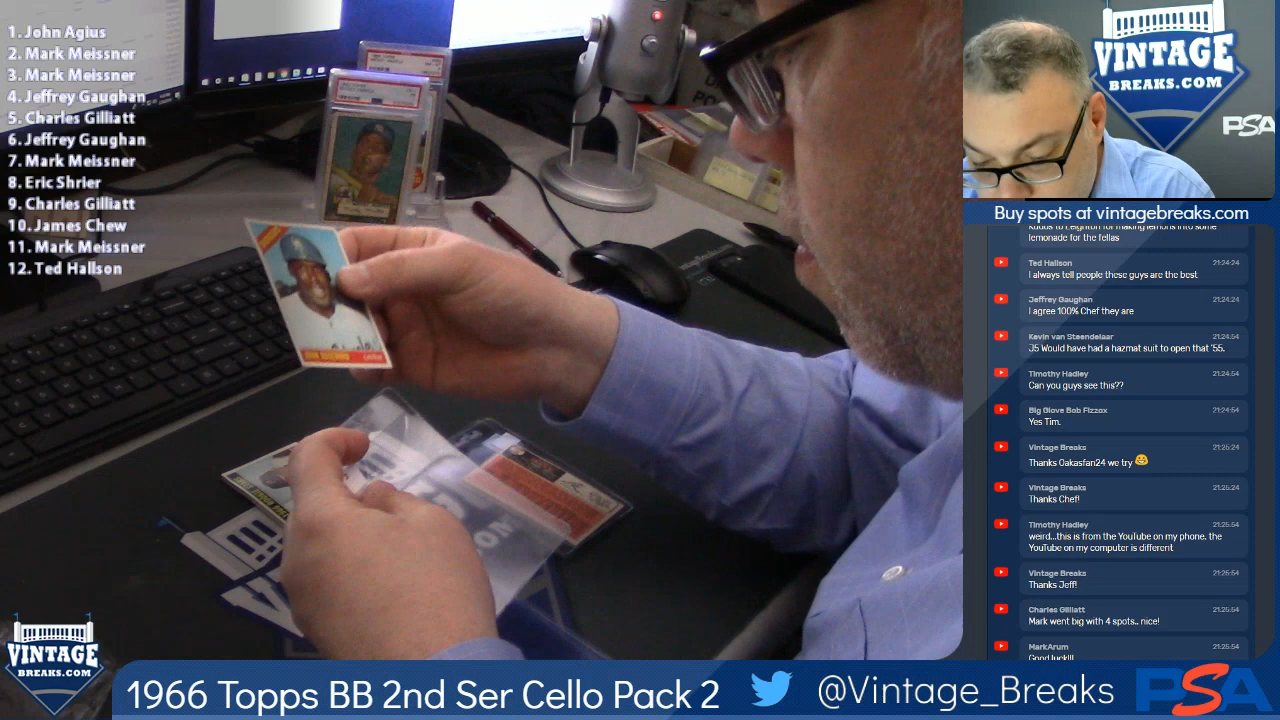 1. John Agius
2. Mark Meissner
3. Mark Meissner
4. Jeffrey Gaughan
5. Charles Gilliatt
6. Jeffrey Gaughan
7. Mark Meissner
8. Eric Shrier
9. Charles Gilliatt
10. James Chew
11. Mark Meissner
12. Ted Hallson
VINTAGE
BREAKS.COM
PSA
Buy spots at vintagebreaks.com
Kudos to Leighton for making lemons into some
lemonade for the fellas
Ted Hallson 21:24:24
I always tell people these guys are the best
Jeffrey Gaughan 21:24:24
I agree 100% Chef they are
Kevin van Steendelaar 21:24:54
J5 Would have had a hazmat suit to open that '55.
Timothy Hadley 21:24:54
Can you guys see this??
Big Glove Bob Fizzox 21:24:54
Yes Tim.
Vintage Breaks 21:25:24
Thanks Oakasfan24 we try
Vintage Breaks 21:25:24
Thanks Chef!
Timothy Hadley 21:25:54
weird...this is from the YouTube on my phone. the
YouTube on my computer is different
Vintage Breaks 21:25:54
Thanks Jeff!
Charles Gilliatt 21:25:54
Mark went big with 4 spots.. nice!
MarkArum 21:25:54
Good luck!!!
VINTAGE
BREAKS.COM
1966 Topps BB 2nd Ser Cello Pack 2
@Vintage_Breaks
PSA